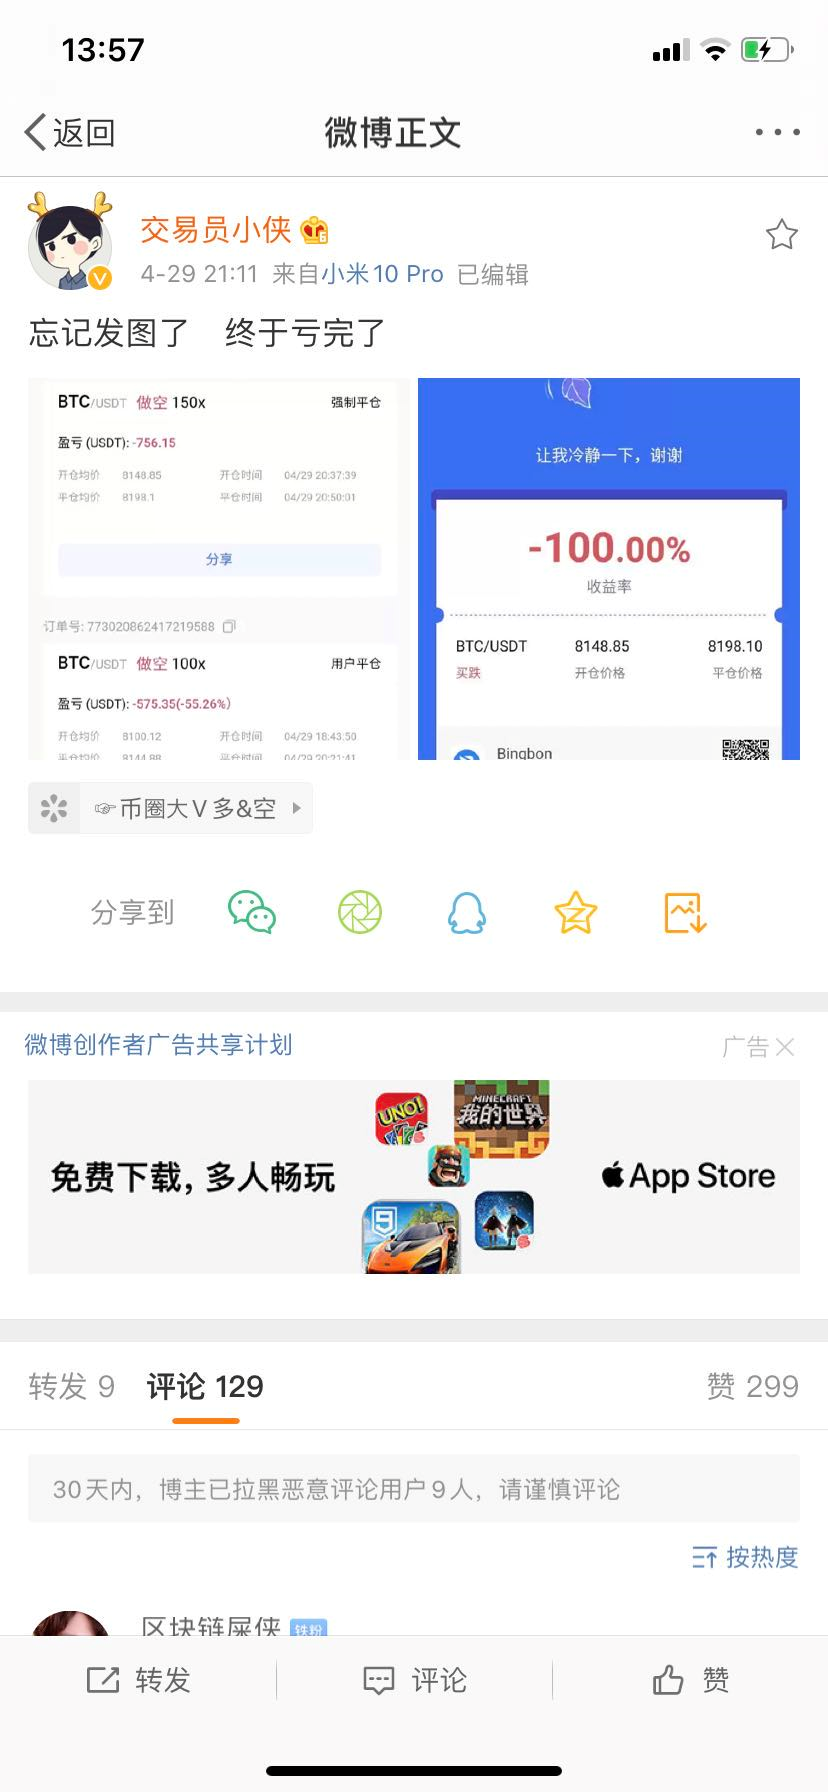 13:57
返回
微博正文
交易员小侠
4-29 21:11 来自小米10 Pro 已编辑
忘记发图了 终于亏完了
BTC/USDT 做空 150x 强制平仓
盈亏 (USDT): -756.15
开仓均价 8148.85 开仓时间 04/29 20:37:39
平仓均价 8198.1 平仓时间 04/29 20:50:01
分享
订单号: 773020862417219588
BTC/USDT 做空 100x 用户平仓
盈亏 (USDT): -575.35(-55.26%)
开仓均价 8100.12 开仓时间 04/29 18:43:50
平仓均价 8144.88 平仓时间 04/29 20:21:41
让我冷静一下，谢谢
-100.00%
收益率
BTC/USDT 8148.85 8198.10
买跌 开仓价格 平仓价格
Bingbon
☞币圈大V多&空
分享到
微博创作者广告共享计划
广告
免费下载，多人畅玩
UNO!
MINECRAFT
我的世界
9
App Store
转发 9 评论 129 赞 299
30天内，博主已拉黑恶意评论用户9人，请谨慎评论
按热度
区块链屎侠 铁粉
转发 评论 赞